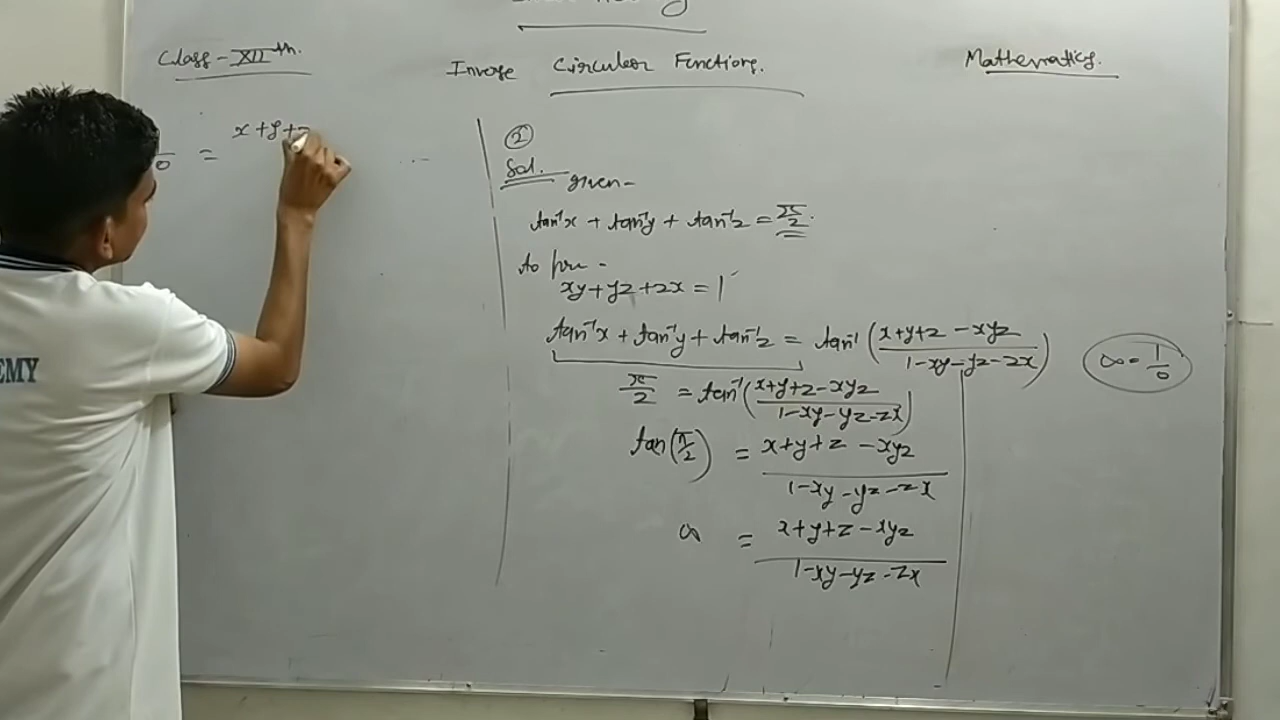 Class - XIIth.
Inverse Circular Functions.
Mathematics.
0 = x + y + z
②
Sol. given -
tan⁻¹x + tan⁻¹y + tan⁻¹z = π/2.
to
xy + yz + zx = 1
tan⁻¹x + tan⁻¹y + tan⁻¹z = tan⁻¹((x+y+z - xyz)/(1-xy-yz-zx))
∞ = 1/0
π/2 = tan⁻¹((x+y+z-xyz)/(1-xy-yz-zx))
tan(π/2) = (x+y+z - xyz)/(1-xy-yz-zx)
∞ = (x+y+z - xyz)/(1-xy-yz-zx)
EMY